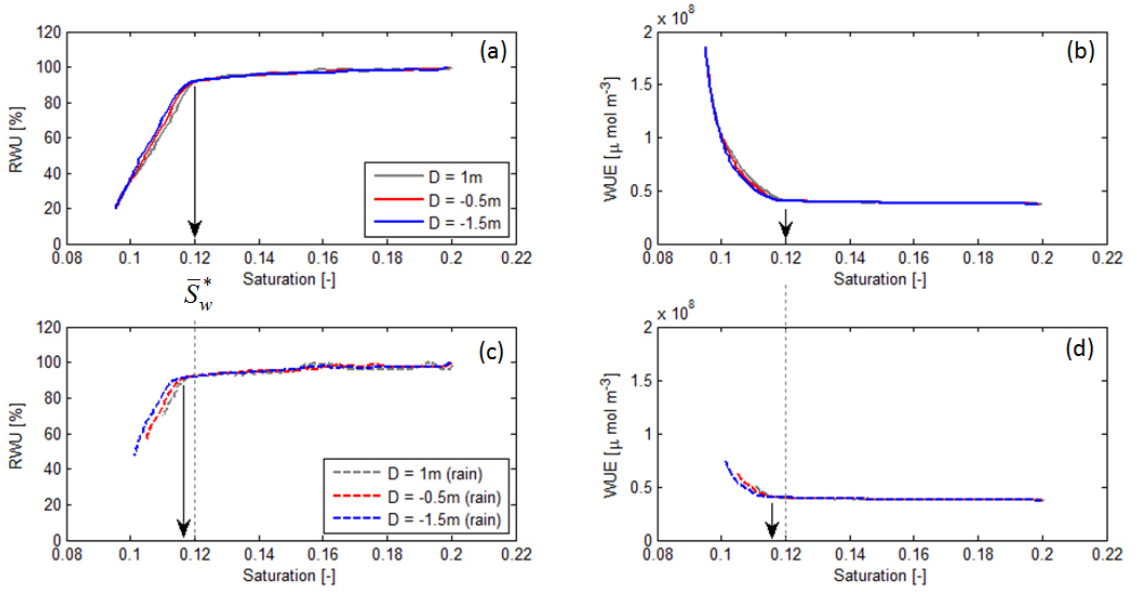 (a)
120
100
80
60
40
20
0
RWU [%]
D = 1m
D = -0.5m
D = -1.5m
0.08 0.1 0.12 0.14 0.16 0.18 0.2 0.22
Saturation [-]
x 10^8
(b)
2
1.5
1
0.5
0
WUE [μ mol m-3]
0.08 0.1 0.12 0.14 0.16 0.18 0.2 0.22
Saturation [-]
S̅*w
(c)
120
100
80
60
40
20
0
RWU [%]
D = 1m (rain)
D = -0.5m (rain)
D = -1.5m (rain)
0.08 0.1 0.12 0.14 0.16 0.18 0.2 0.22
Saturation [-]
x 10^8
(d)
2
1.5
1
0.5
0
WUE [μ mol m-3]
0.08 0.1 0.12 0.14 0.16 0.18 0.2 0.22
Saturation [-]